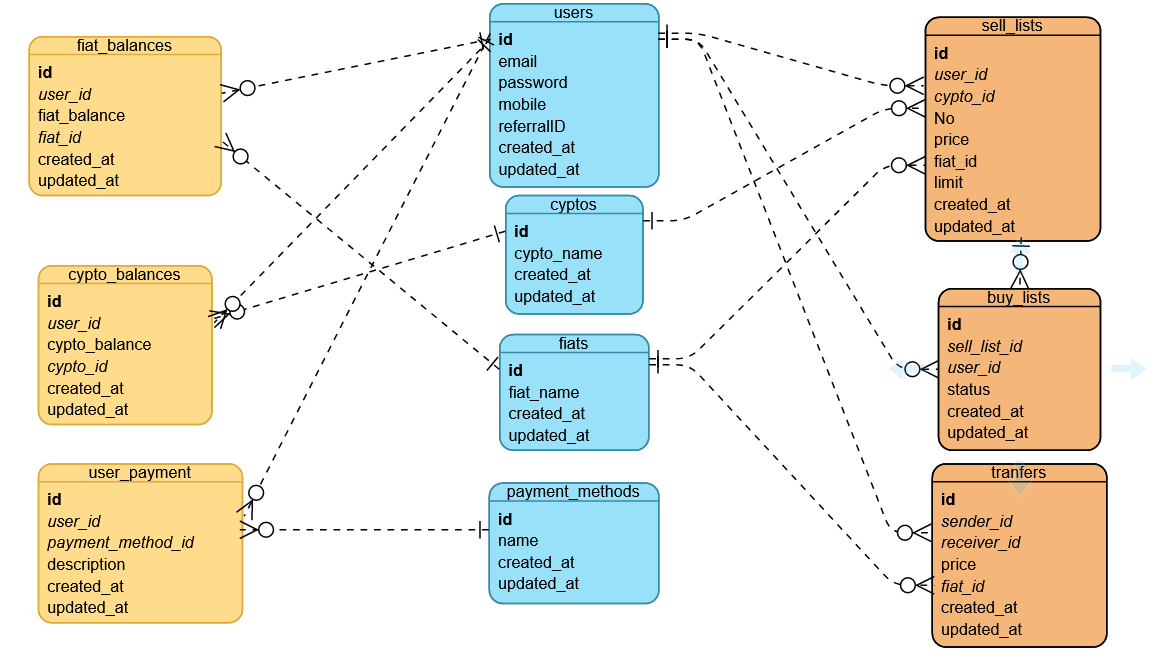 fiat_balances
id
user_id
fiat_balance
fiat_id
created_at
updated_at
cypto_balances
id
user_id
cypto_balance
cypto_id
created_at
updated_at
user_payment
id
user_id
payment_method_id
description
created_at
updated_at
users
id
email
password
mobile
referralID
created_at
updated_at
cyptos
id
cypto_name
created_at
updated_at
fiats
id
fiat_name
created_at
updated_at
payment_methods
id
name
created_at
updated_at
sell_lists
id
user_id
cypto_id
No
price
fiat_id
limit
created_at
updated_at
buy_lists
id
sell_list_id
user_id
status
created_at
updated_at
tranfers
id
sender_id
receiver_id
price
fiat_id
created_at
updated_at